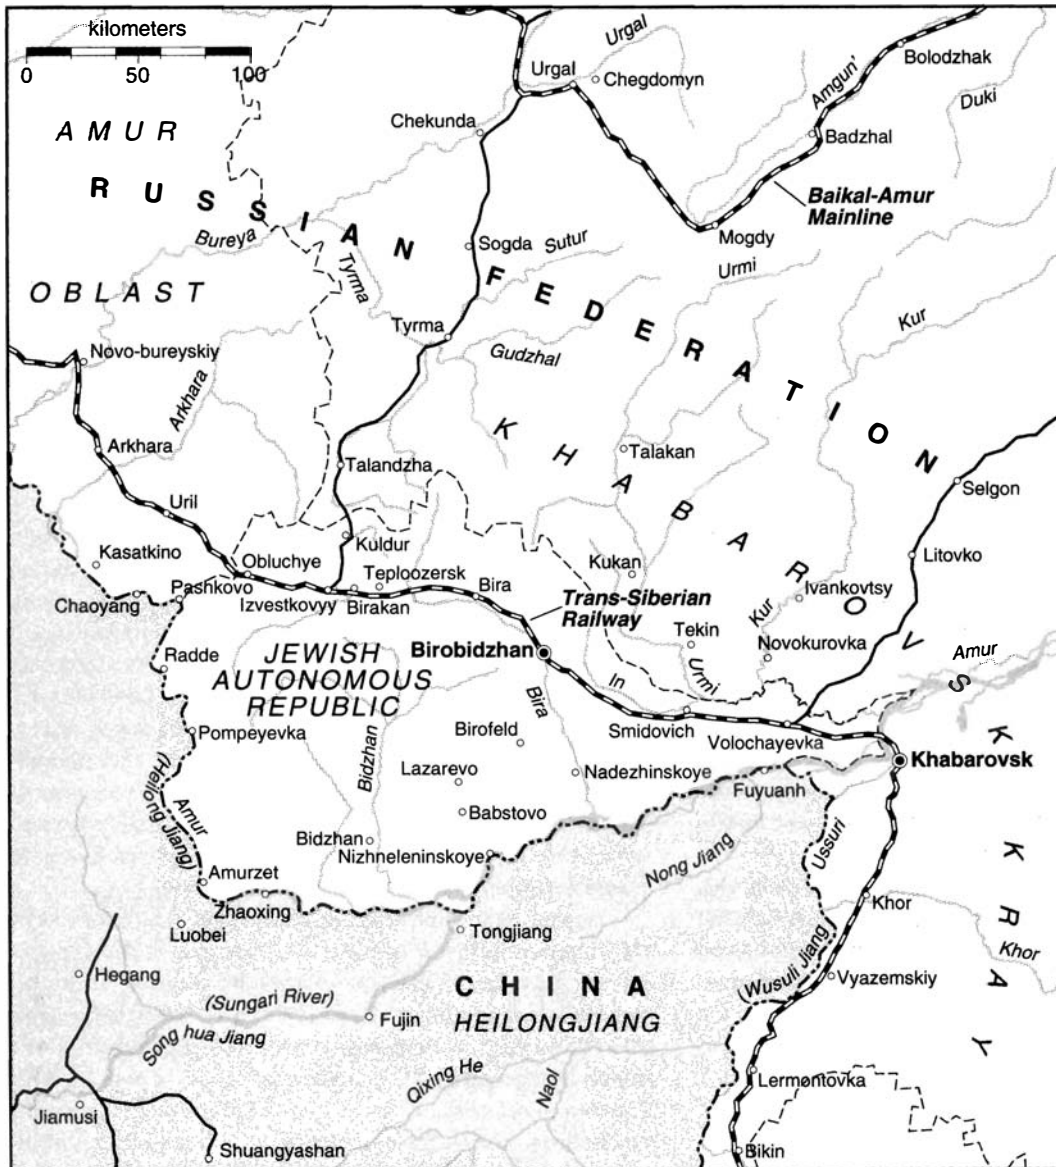 kilometers
0 50 100
Urgal
Urgal
Chegdomyn
Bolodzhak
Amgun'
Duki
AMUR
Chekunda
Badzhal
RUSSIAN FEDERATION
Baikal-Amur
Mainline
Bureya
Sogda
Sutur
Mogdy
Tyrma
Urmi
OBLAST
Tyrma
Kur
Novo-bureyskiy
Gudzhal
Arkhara
KHABAROVSK KRAY
Arkhara
Talakan
Talandzha
Selgon
Uril
Kuldur
Kasatkino
Obluchye
Litovko
Teploozersk
Bira
Kukan
Pashkovo
Chaoyang
Izvestkovyy
Birakan
Ivankovtsy
Trans-Siberian
Railway
Kur
Tekin
Novokurovka
Radde
JEWISH
AUTONOMOUS
REPUBLIC
Birobidzhan
Amur
In
Urmi
Bira
Pompeyevka
Birofeld
Smidovich
Volochayevka
Bidzhan
Khabarovsk
Lazarevo
Nadezhinskoye
Fuyuanh
Amur
(Heilong Jiang)
Babstovo
Bidzhan
Nizhneleninskoye
Ussuri
Nong Jiang
Amurzet
Zhaoxing
Khor
Luobei
Tongjiang
Khor
Hegang
(Wusuli Jiang)
Vyazemskiy
CHINA
(Sungari River)
Fujin
HEILONGJIANG
Song hua Jiang
Qixing He
Naol
Lermontovka
Jiamusi
Shuangyashan
Bikin